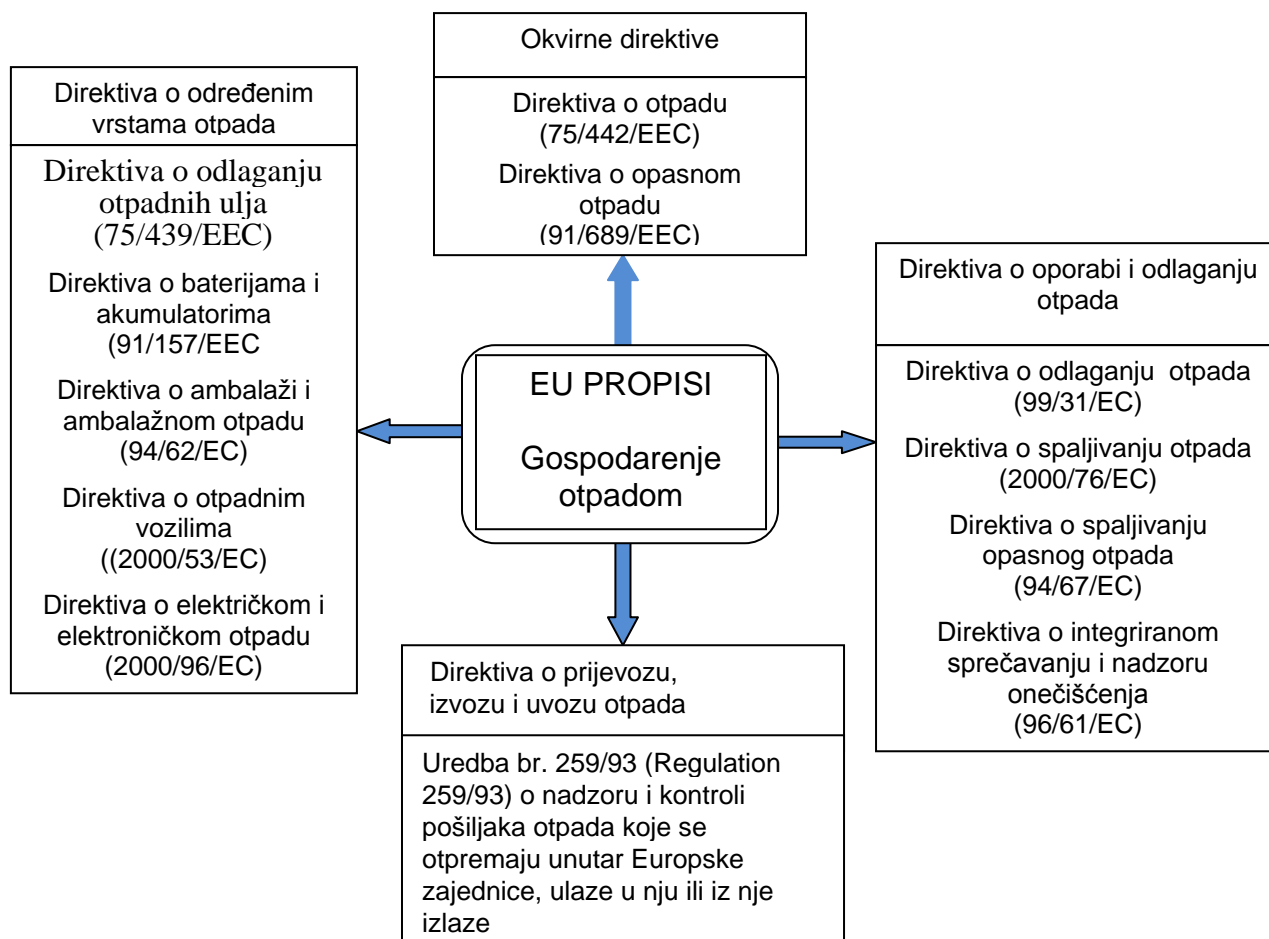 Okvirne direktive
Direktiva o otpadu
(75/442/EEC)
Direktiva o opasnom
otpadu
(91/689/EEC)
Direktiva o određenim
vrstama otpada
Direktiva o odlaganju
otpadnih ulja
(75/439/EEC)
Direktiva o baterijama i
akumulatorima
(91/157/EEC
Direktiva o ambalaži i
ambalažnom otpadu
(94/62/EC)
Direktiva o otpadnim
vozilima
((2000/53/EC)
Direktiva o električkom i
elektroničkom otpadu
(2000/96/EC)
EU PROPISI
Gospodarenje
otpadom
Direktiva o oporabi i odlaganju
otpada
Direktiva o odlaganju  otpada
(99/31/EC)
Direktiva o spaljivanju otpada
(2000/76/EC)
Direktiva o spaljivanju
opasnog otpada
(94/67/EC)
Direktiva o integriranom
sprečavanju i nadzoru
onečišćenja
(96/61/EC)
Direktiva o prijevozu,
izvozu i uvozu otpada
Uredba br. 259/93 (Regulation
259/93) o nadzoru i kontroli
pošiljaka otpada koje se
otpremaju unutar Europske
zajednice, ulaze u nju ili iz nje
izlaze